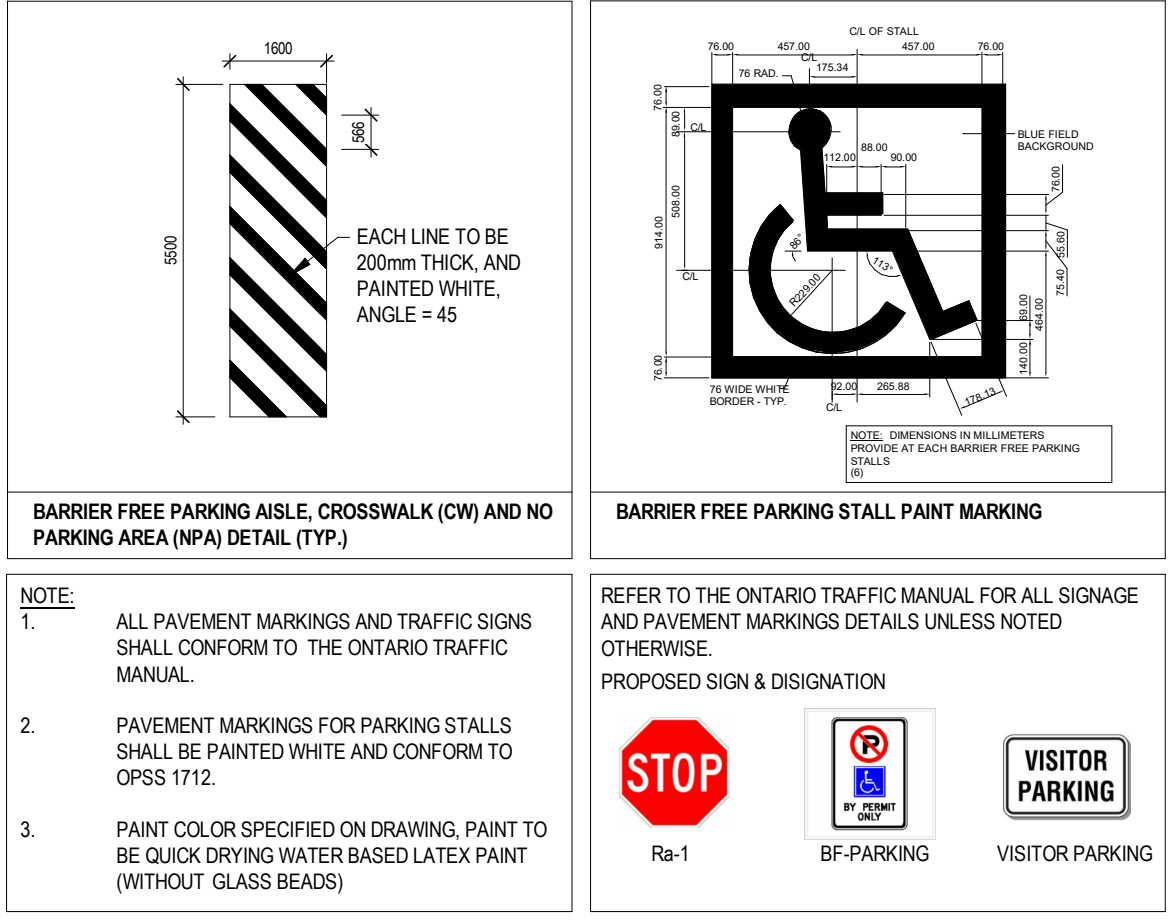 1600
566
5500
EACH LINE TO BE
200mm THICK, AND
PAINTED WHITE,
ANGLE = 45
BARRIER FREE PARKING AISLE, CROSSWALK (CW) AND NO
PARKING AREA (NPA) DETAIL (TYP.)
C/L OF STALL
76.00 457.00 457.00 76.00
C/L
175.34
76 RAD.
76.00
89.00
C/L
BLUE FIELD
BACKGROUND
88.00
112.00 90.00
76.00
508.00
914.00
55.60
86°
113°
75.40
C/L
R229.00
69.00
464.00
140.00
76.00
76 WIDE WHITE
BORDER - TYP.
92.00 265.88
178.13
C/L
NOTE: DIMENSIONS IN MILLIMETERS
PROVIDE AT EACH BARRIER FREE PARKING
STALLS
(6)
BARRIER FREE PARKING STALL PAINT MARKING
NOTE:
1. ALL PAVEMENT MARKINGS AND TRAFFIC SIGNS
SHALL CONFORM TO THE ONTARIO TRAFFIC
MANUAL.
2. PAVEMENT MARKINGS FOR PARKING STALLS
SHALL BE PAINTED WHITE AND CONFORM TO
OPSS 1712.
3. PAINT COLOR SPECIFIED ON DRAWING, PAINT TO
BE QUICK DRYING WATER BASED LATEX PAINT
(WITHOUT GLASS BEADS)
REFER TO THE ONTARIO TRAFFIC MANUAL FOR ALL SIGNAGE
AND PAVEMENT MARKINGS DETAILS UNLESS NOTED
OTHERWISE.
PROPOSED SIGN & DISIGNATION
STOP
P
BY PERMIT
ONLY
VISITOR
PARKING
Ra-1
BF-PARKING
VISITOR PARKING